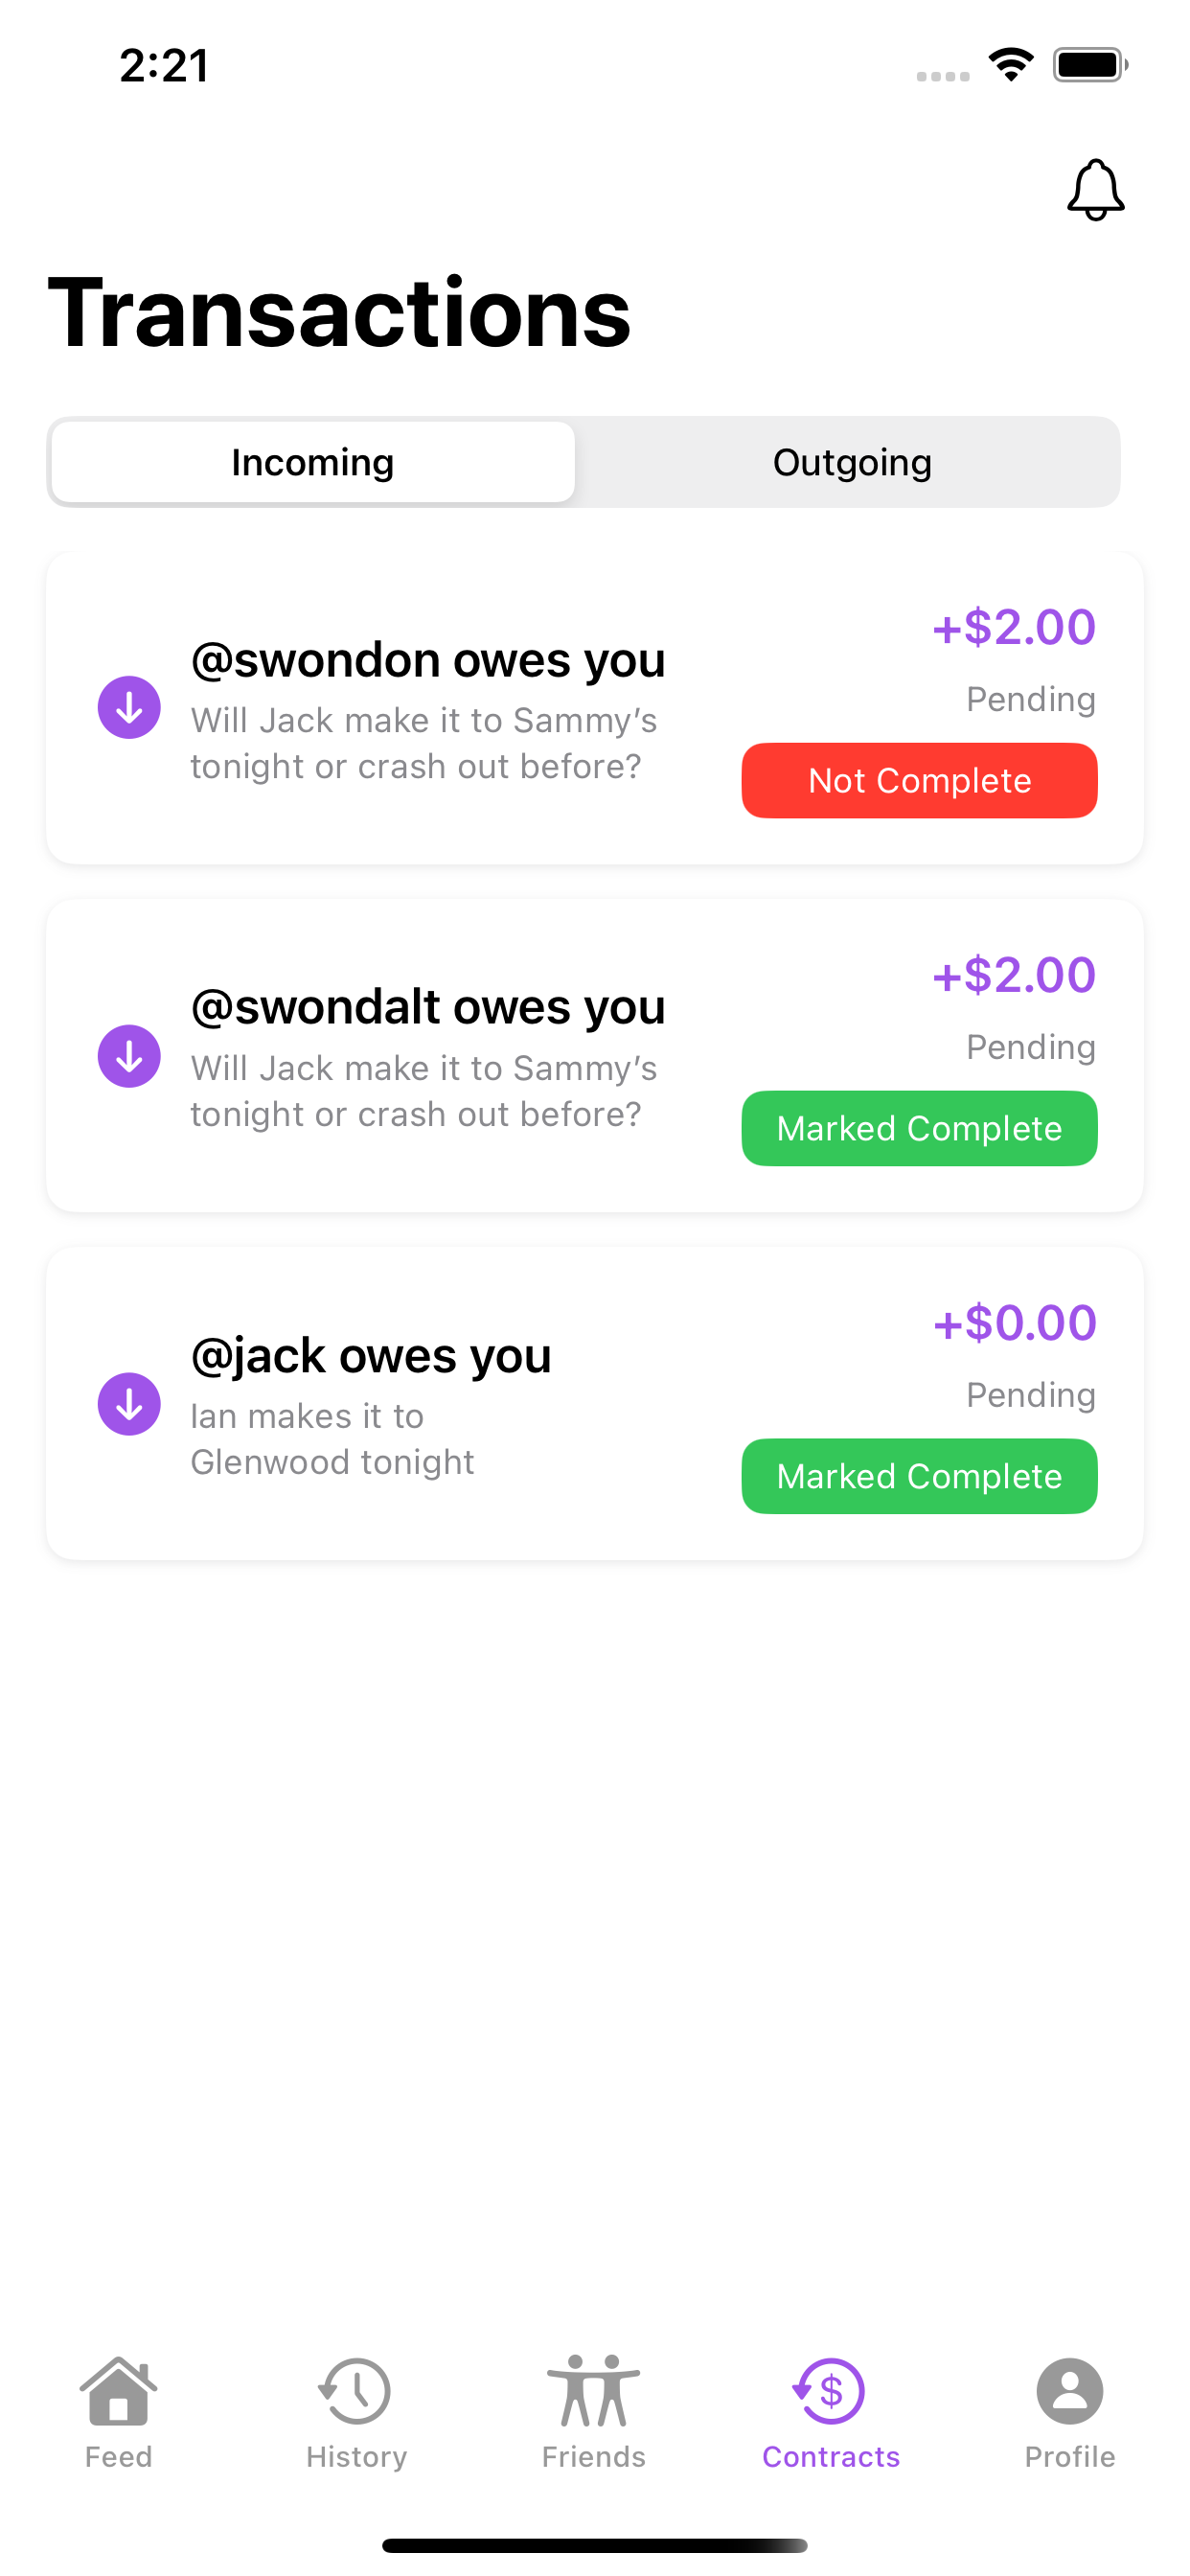 2:21
Transactions
Incoming
Outgoing
@swondon owes you
Will Jack make it to Sammy’s
tonight or crash out before?
+$2.00
Pending
Not Complete
@swondalt owes you
Will Jack make it to Sammy’s
tonight or crash out before?
+$2.00
Pending
Marked Complete
@jack owes you
Ian makes it to
Glenwood tonight
+$0.00
Pending
Marked Complete
Feed
History
Friends
$
Contracts
Profile